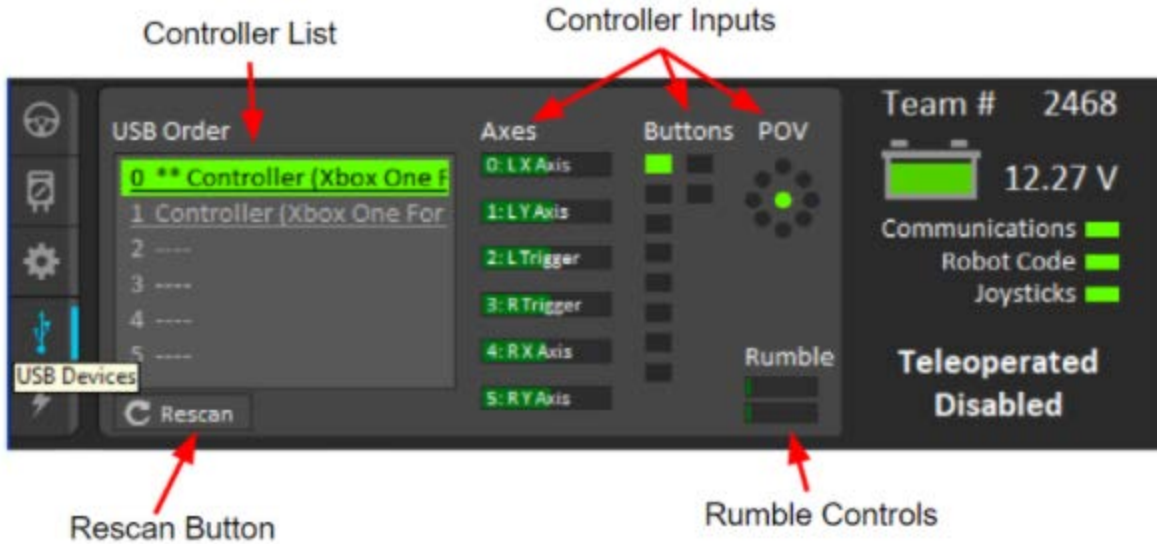 Controller List
Controller Inputs
USB Order
0 ** Controller (Xbox One F
1 Controller (Xbox One For
2 ----
3 ----
4 ----
5 ----
USB Devices
Rescan
Axes
0: L X Axis
1: L Y Axis
2: L Trigger
3: R Trigger
4: R X Axis
5: R Y Axis
Buttons
POV
Rumble
Team # 2468
12.27 V
Communications
Robot Code
Joysticks
Teleoperated
Disabled
Rescan Button
Rumble Controls